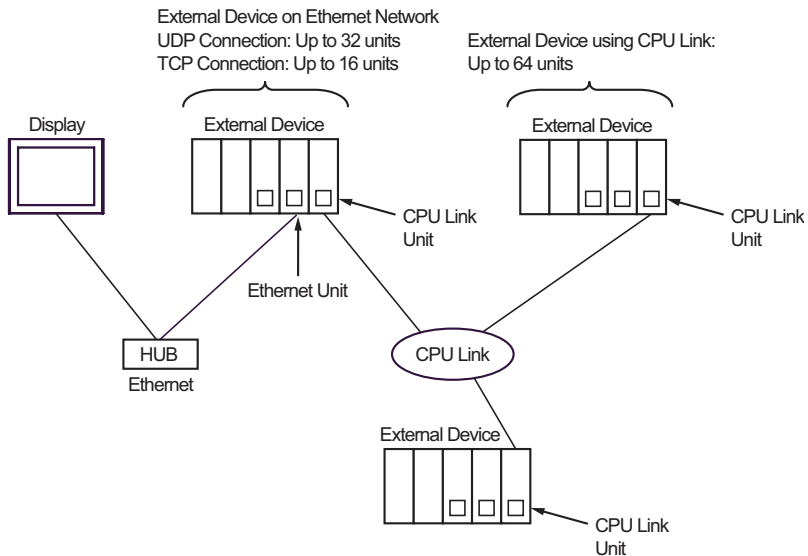 External Device on Ethernet Network
UDP Connection: Up to 32 units
TCP Connection: Up to 16 units
External Device using CPU Link:
Up to 64 units
Display
External Device
External Device
CPU Link
Unit
CPU Link
Unit
Ethernet Unit
HUB
Ethernet
CPU Link
External Device
CPU Link
Unit